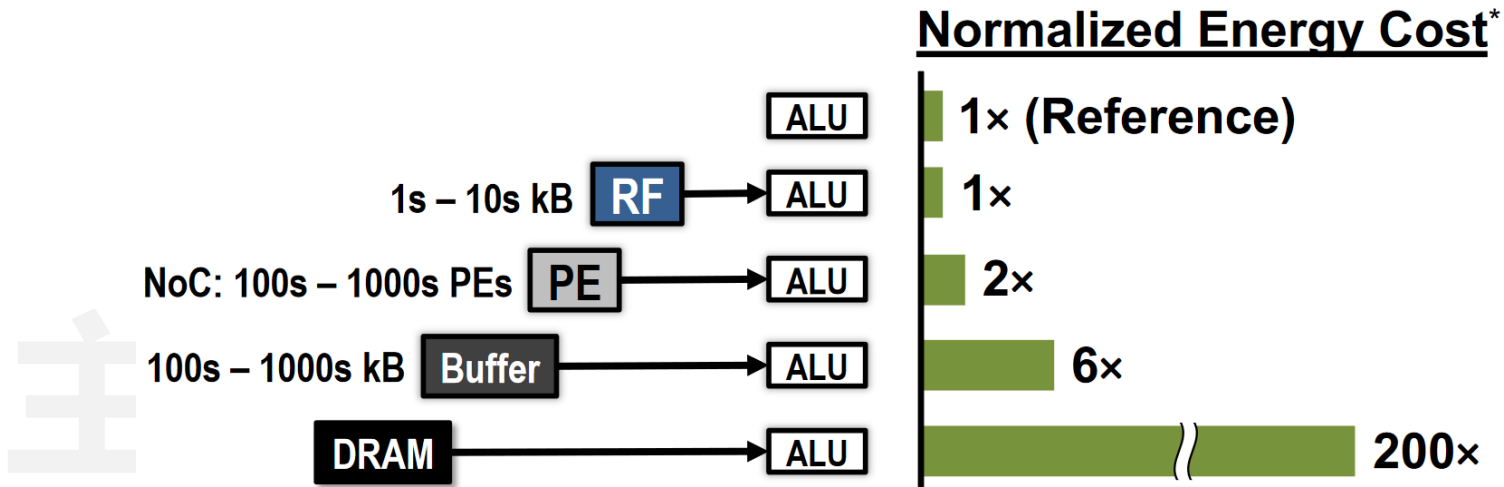 Normalized Energy Cost*
ALU 1× (Reference)
1s – 10s kB RF ALU 1×
NoC: 100s – 1000s PEs PE ALU 2×
100s – 1000s kB Buffer ALU 6×
DRAM ALU 200×